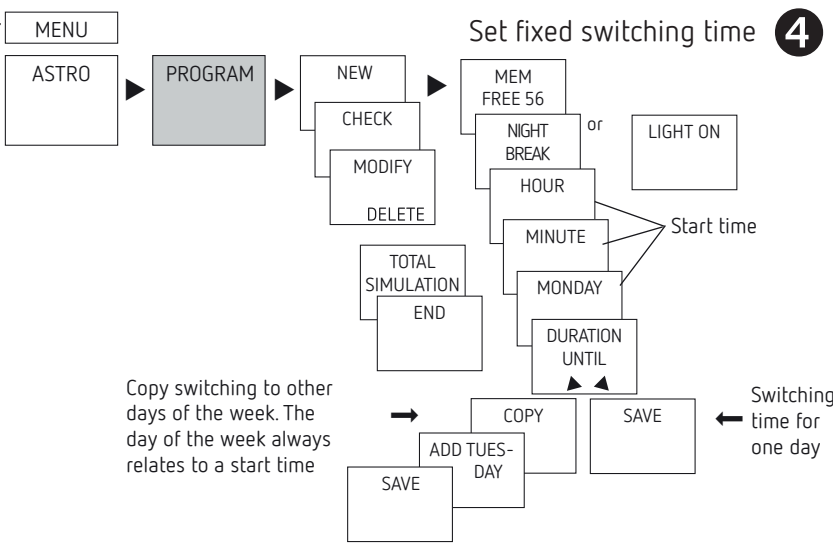 MENU
Set fixed switching time 4
ASTRO
PROGRAM
NEW
CHECK
MODIFY
DELETE
MEM
FREE 56
NIGHT
BREAK
or
LIGHT ON
HOUR
MINUTE
MONDAY
Start time
DURATION
UNTIL
TOTAL
SIMULATION
END
Copy switching to other
days of the week. The
day of the week always
relates to a start time
COPY
ADD TUES-
DAY
SAVE
SAVE
Switching
time for
one day